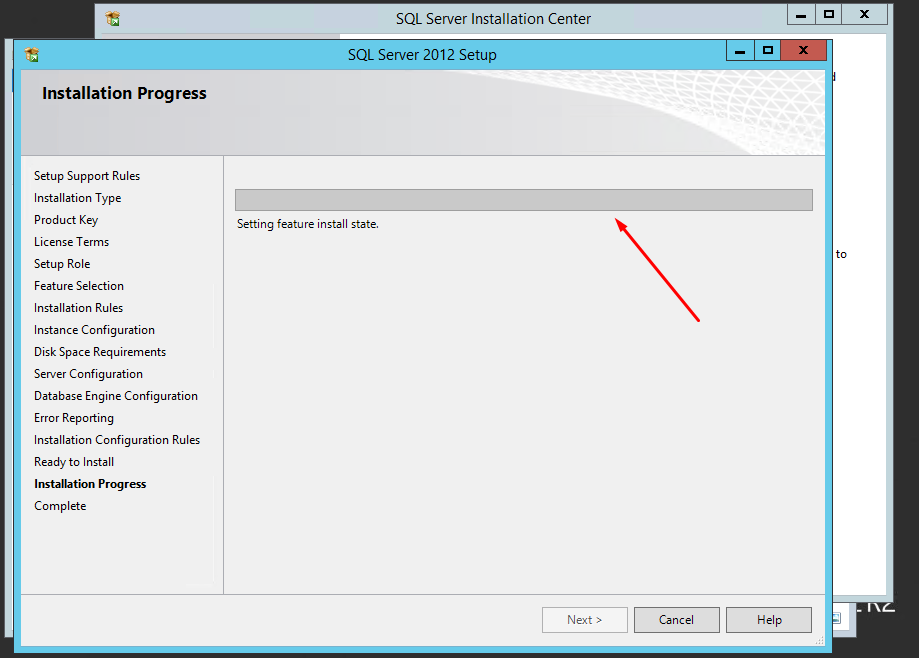 SQL Server Installation Center
SQL Server 2012 Setup
Installation Progress
Setup Support Rules
Installation Type
Product Key
License Terms
Setup Role
Feature Selection
Installation Rules
Instance Configuration
Disk Space Requirements
Server Configuration
Database Engine Configuration
Error Reporting
Installation Configuration Rules
Ready to Install
Installation Progress
Complete
Setting feature install state.
to
Next >
Cancel
Help